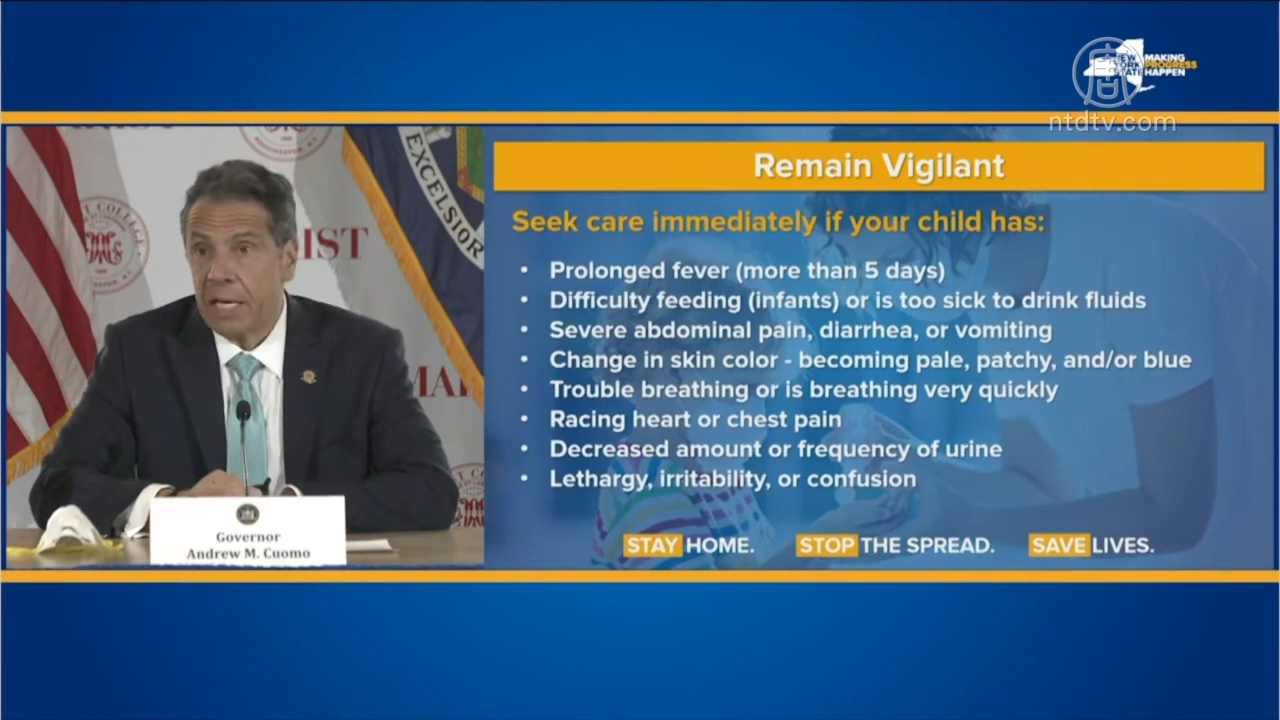 MAKING
PROGRESS
HAPPEN
ntdtv.com
EXCELSIOR
Remain Vigilant
Seek care immediately if your child has:
• Prolonged fever (more than 5 days)
• Difficulty feeding (infants) or is too sick to drink fluids
• Severe abdominal pain, diarrhea, or vomiting
• Change in skin color - becoming pale, patchy, and/or blue
• Trouble breathing or is breathing very quickly
• Racing heart or chest pain
• Decreased amount or frequency of urine
• Lethargy, irritability, or confusion
STAY HOME. STOP THE SPREAD. SAVE LIVES.
Governor
Andrew M. Cuomo